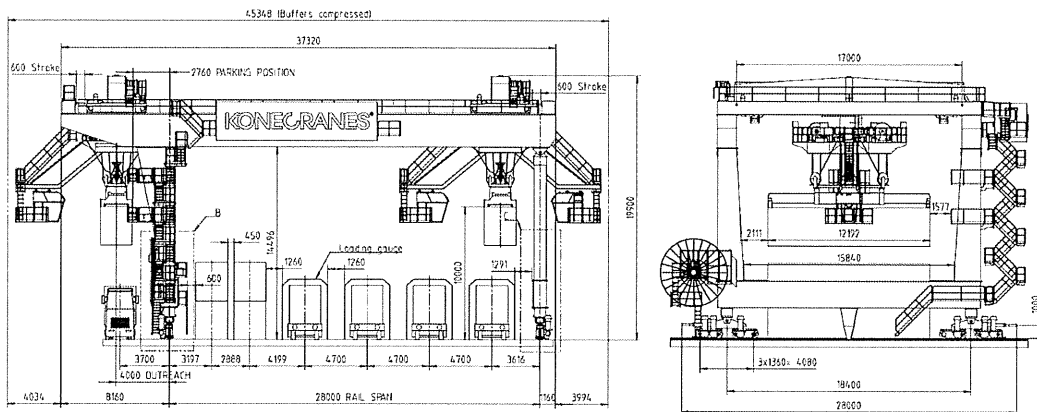 45348 (Buffers compressed)
37320
600 Stroke
2760 PARKING POSITION
600 Stroke
KONECRANES®
B
450
14496
Loading gauge
1260
1260
600
10000
C
1291
19900
3700
3197
2888
4199
4700
4700
4700
3616
4000 OUTREACH
4034
8160
28000 RAIL SPAN
1160
3994
17000
1577
2111
12192
15840
1000
3x1360= 4080
18400
28000